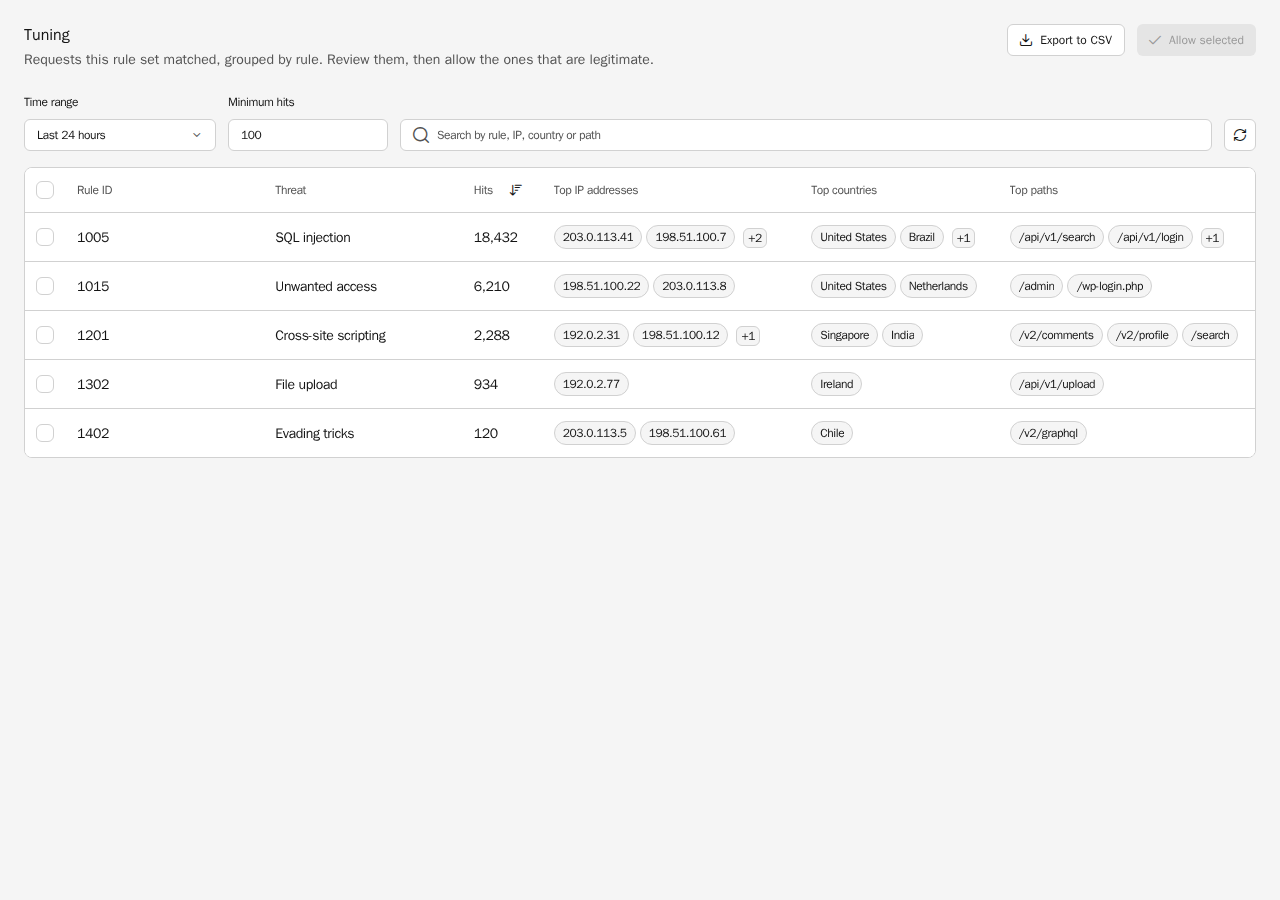 Tuning
Requests this rule set matched, grouped by rule. Review them, then allow the ones that are legitimate.
Export to CSV
Allow selected
Time range
Minimum hits
Last 24 hours
100
Search by rule, IP, country or path
Rule ID Threat Hits Top IP addresses Top countries Top paths
1005 SQL injection 18,432 203.0.113.41 198.51.100.7 +2 United States Brazil +1 /api/v1/search /api/v1/login +1
1015 Unwanted access 6,210 198.51.100.22 203.0.113.8 United States Netherlands /admin /wp-login.php
1201 Cross-site scripting 2,288 192.0.2.31 198.51.100.12 +1 Singapore India /v2/comments /v2/profile /search
1302 File upload 934 192.0.2.77 Ireland /api/v1/upload
1402 Evading tricks 120 203.0.113.5 198.51.100.61 Chile /v2/graphql